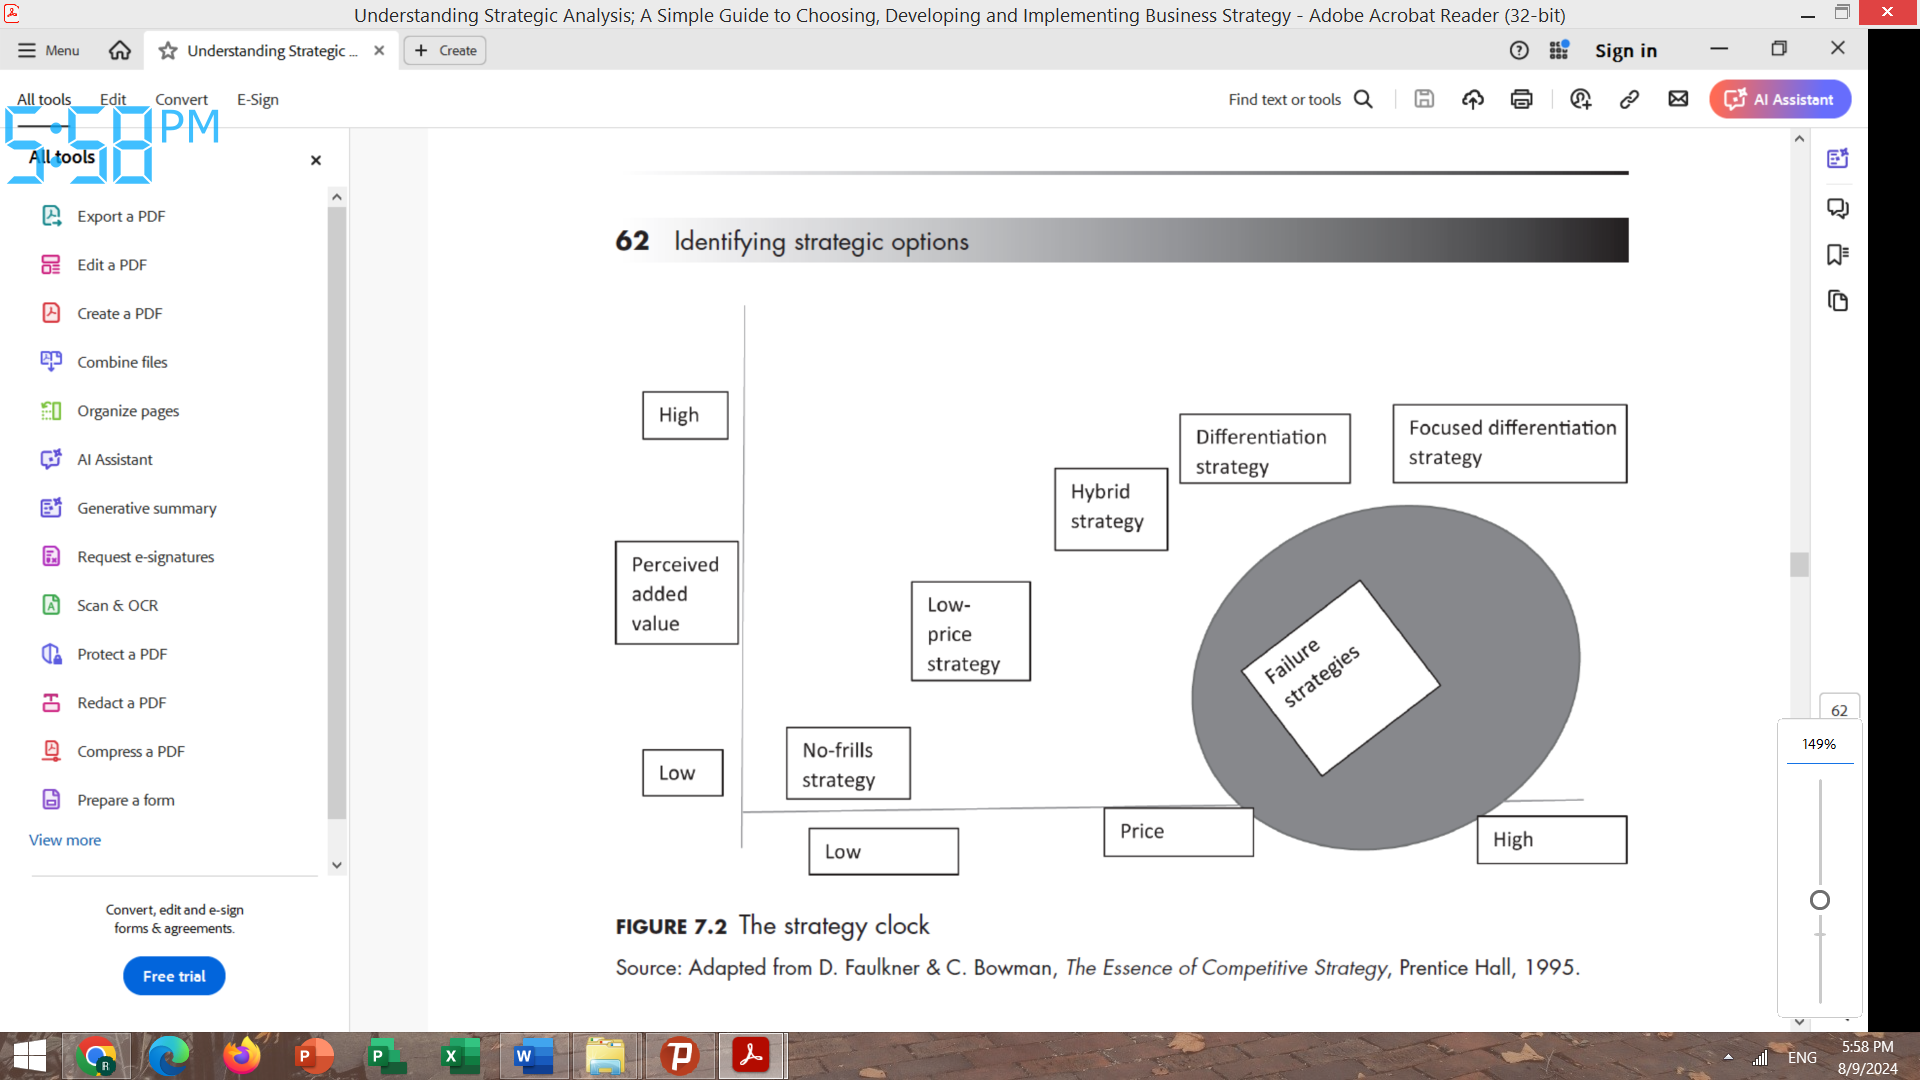 Understanding Strategic Analysis; A Simple Guide to Choosing, Developing and Implementing Business Strategy - Adobe Acrobat Reader (32-bit)
Menu
Understanding Strategic ...
Create
Sign in
All tools
Edit
Convert
E-Sign
Find text or tools
AI Assistant
5:58 PM
All tools
Export a PDF
Edit a PDF
Create a PDF
Combine files
Organize pages
AI Assistant
Generative summary
Request e-signatures
Scan & OCR
Protect a PDF
Redact a PDF
Compress a PDF
Prepare a form
View more
Convert, edit and e-sign
forms & agreements.
Free trial
62 Identifying strategic options
High
Differentiation
strategy
Focused differentiation
strategy
Hybrid
strategy
Perceived
added
value
Low-
price
strategy
Failure
strategies
No-frills
strategy
Low
Low
Price
High
FIGURE 7.2 The strategy clock
Source: Adapted from D. Faulkner & C. Bowman, The Essence of Competitive Strategy, Prentice Hall, 1995.
62
149%
ENG
5:58 PM
8/9/2024